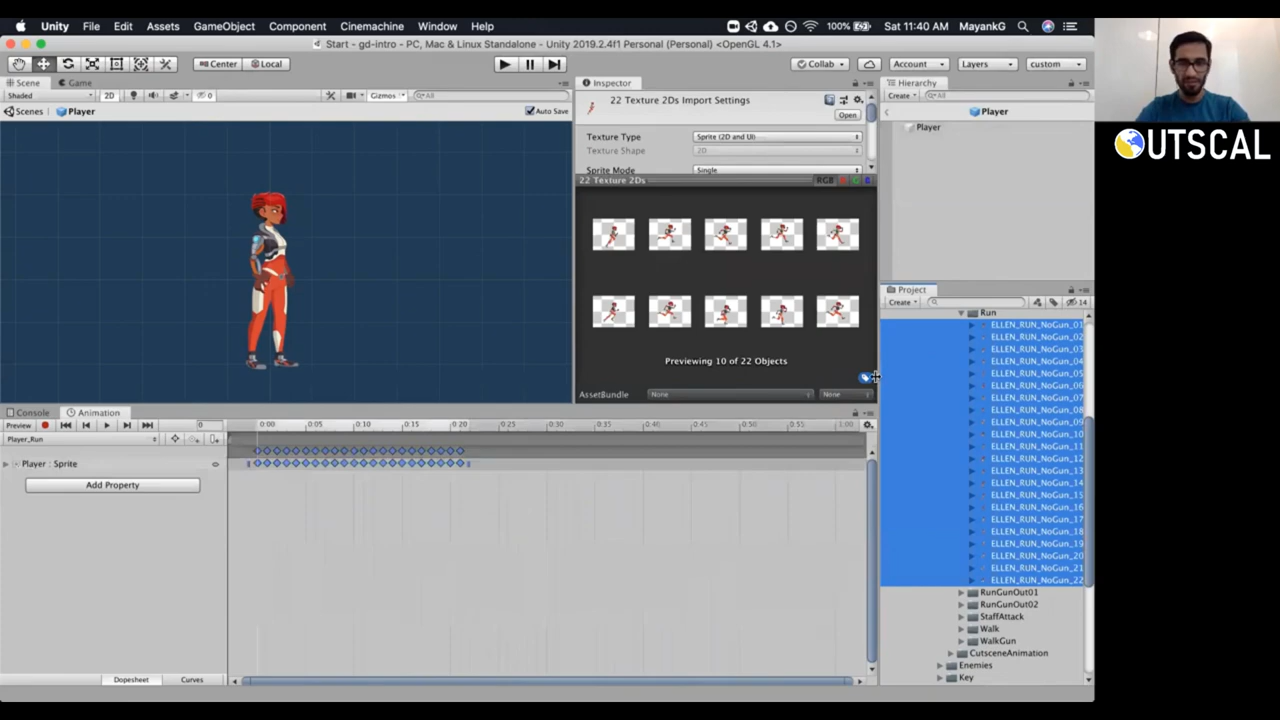 Unity File Edit Assets GameObject Component Cinemachine Window Help 100% Sat 11:40 AM MayankG
Start - gd-intro - PC, Mac & Linux Standalone - Unity 2019.2.4f1 Personal (Personal) <OpenGL 4.1>
Center Local Collab Account Layers custom
Scene Game
Shaded 2D 0 Gizmos All
Scenes Player Auto Save
Inspector
22 Texture 2Ds Import Settings
Open
Texture Type Sprite (2D and UI)
Texture Shape 2D
Sprite Mode Single
22 Texture 2Ds RGB
Previewing 10 of 22 Objects
AssetBundle None None
Hierarchy
Create All
Player
Player
Project
Create 14
Run
ELLEN_RUN_NoGun_01
ELLEN_RUN_NoGun_02
ELLEN_RUN_NoGun_03
ELLEN_RUN_NoGun_04
ELLEN_RUN_NoGun_05
ELLEN_RUN_NoGun_06
ELLEN_RUN_NoGun_07
ELLEN_RUN_NoGun_08
ELLEN_RUN_NoGun_09
ELLEN_RUN_NoGun_10
ELLEN_RUN_NoGun_11
ELLEN_RUN_NoGun_12
ELLEN_RUN_NoGun_13
ELLEN_RUN_NoGun_14
ELLEN_RUN_NoGun_15
ELLEN_RUN_NoGun_16
ELLEN_RUN_NoGun_17
ELLEN_RUN_NoGun_18
ELLEN_RUN_NoGun_19
ELLEN_RUN_NoGun_20
ELLEN_RUN_NoGun_21
ELLEN_RUN_NoGun_22
RunGunOut01
RunGunOut02
StaffAttack
Walk
WalkGun
CutsceneAnimation
Enemies
Key
Console Animation
Preview 0 0:00 0:05 0:10 0:15 0:20 0:25 0:30 0:35 0:40 0:45 0:50 0:55 1:00
Player_Run
Player : Sprite
Add Property
Dopesheet Curves
OUTSCAL